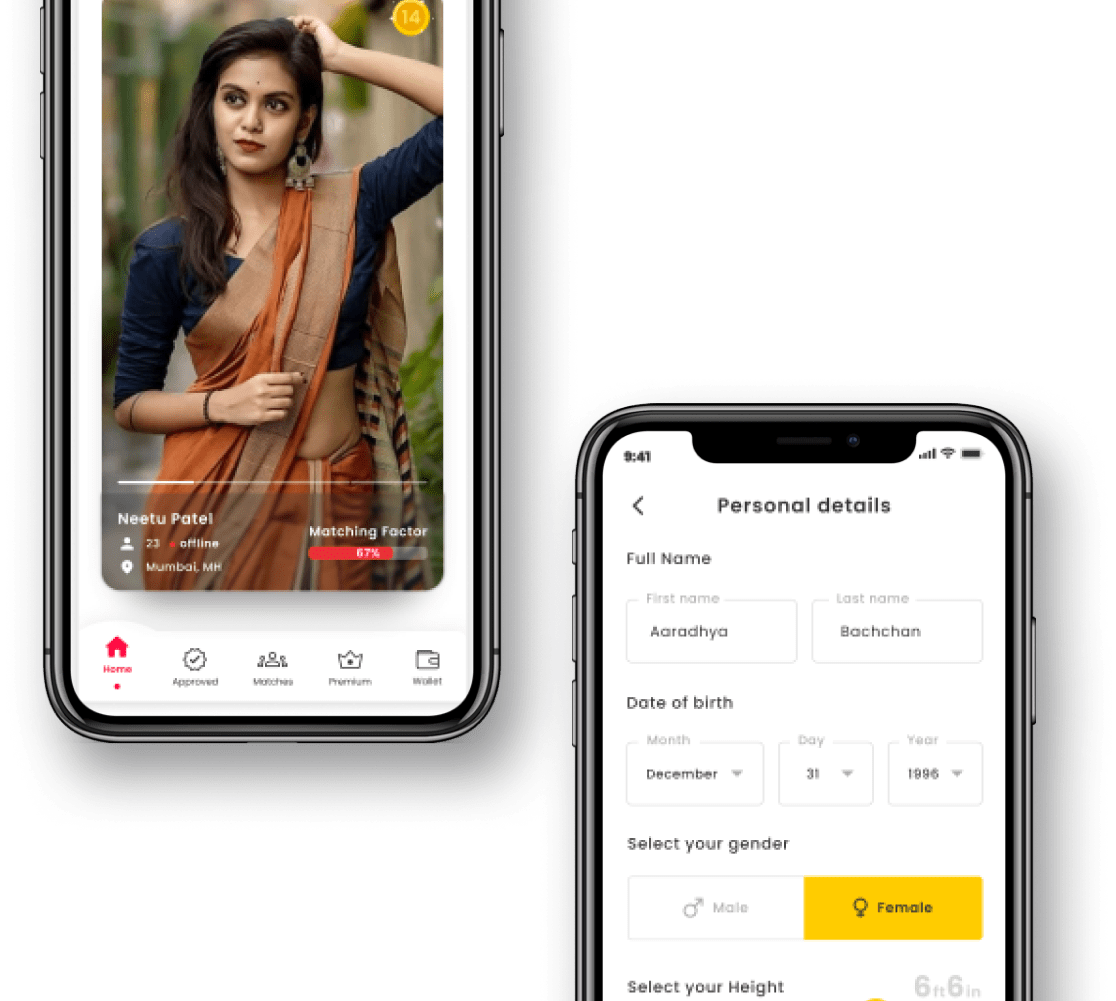 14
Neetu Patel
Matching Factor
23 offline
67%
Mumbai, MH
Home
Approved
Matches
Premium
Wallet
9:41
Personal details
Full Name
First name
Last name
Aaradhya
Bachchan
Date of birth
Month
Day
Year
December
31
1996
Select your gender
Male
Female
Select your Height
6ft6in